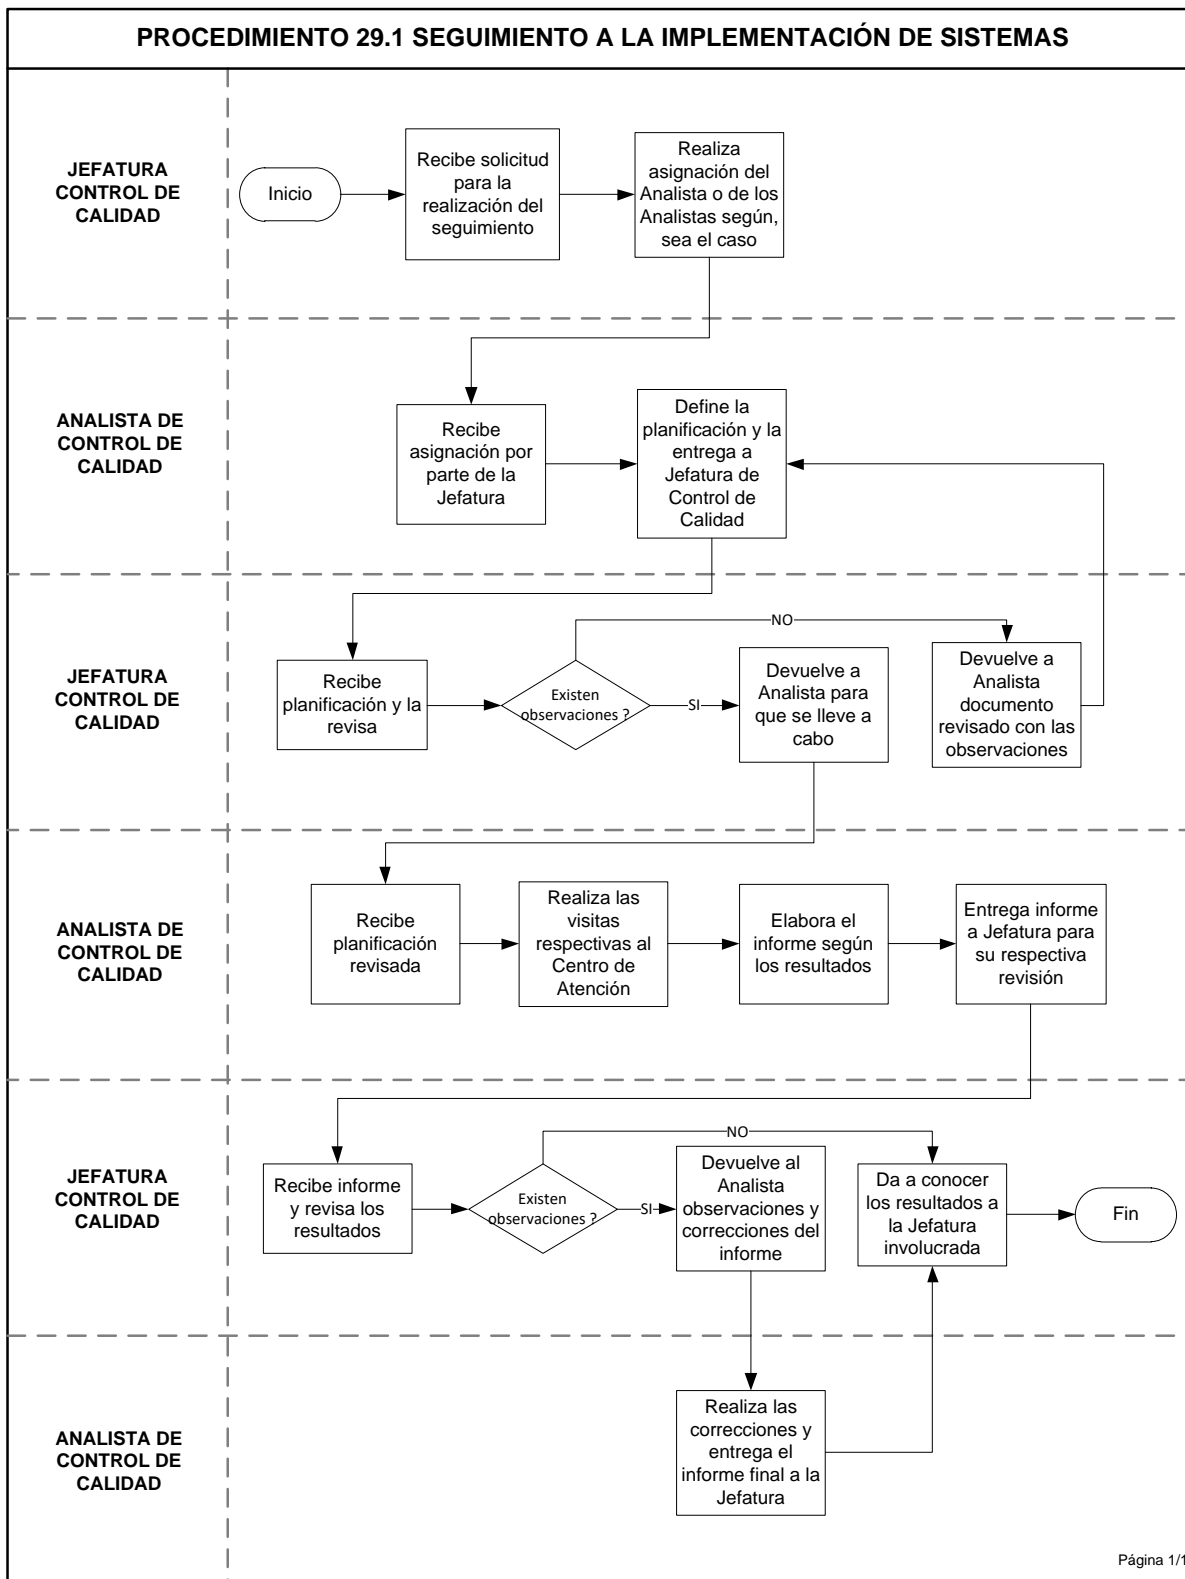 PROCEDIMIENTO 29.1 SEGUIMIENTO A LA IMPLEMENTACIÓN DE SISTEMAS
JEFATURA
CONTROL DE
CALIDAD
Inicio
Recibe solicitud
para la
realización del
seguimiento
Realiza
asignación del
Analista o de los
Analistas según,
sea el caso
ANALISTA DE
CONTROL DE
CALIDAD
Recibe
asignación por
parte de la
Jefatura
Define la
planificación y la
entrega a
Jefatura de
Control de
Calidad
JEFATURA
CONTROL DE
CALIDAD
Recibe
planificación y la
revisa
Existen
observaciones ?
NO
SI
Devuelve a
Analista para
que se lleve a
cabo
Devuelve a
Analista
documento
revisado con las
observaciones
ANALISTA DE
CONTROL DE
CALIDAD
Recibe
planificación
revisada
Realiza las
visitas
respectivas al
Centro de
Atención
Elabora el
informe según
los resultados
Entrega informe
a Jefatura para
su respectiva
revisión
JEFATURA
CONTROL DE
CALIDAD
Recibe informe
y revisa los
resultados
Existen
observaciones ?
NO
SI
Devuelve al
Analista
observaciones y
correcciones del
informe
Da a conocer
los resultados a
la Jefatura
involucrada
Fin
ANALISTA DE
CONTROL DE
CALIDAD
Realiza las
correcciones y
entrega el
informe final a la
Jefatura
Página 1/1